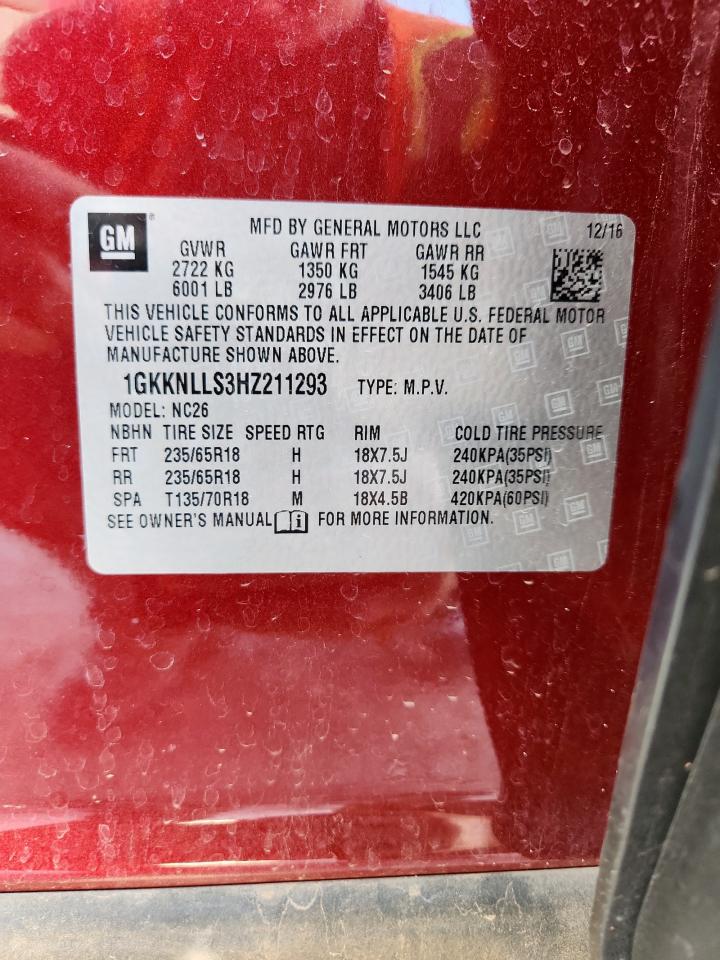 GM
MFD BY GENERAL MOTORS LLC 12/16
GVWR GAWR FRT GAWR RR
2722 KG 1350 KG 1545 KG
6001 LB 2976 LB 3406 LB
THIS VEHICLE CONFORMS TO ALL APPLICABLE U.S. FEDERAL MOTOR
VEHICLE SAFETY STANDARDS IN EFFECT ON THE DATE OF
MANUFACTURE SHOWN ABOVE.
1GKKNLLS3HZ211293 TYPE: M.P.V.
MODEL: NC26
NBHN TIRE SIZE SPEED RTG RIM COLD TIRE PRESSURE
FRT 235/65R18 H 18X7.5J 240KPA(35PSI)
RR 235/65R18 H 18X7.5J 240KPA(35PSI)
SPA T135/70R18 M 18X4.5B 420KPA(60PSI)
SEE OWNER'S MANUAL FOR MORE INFORMATION.